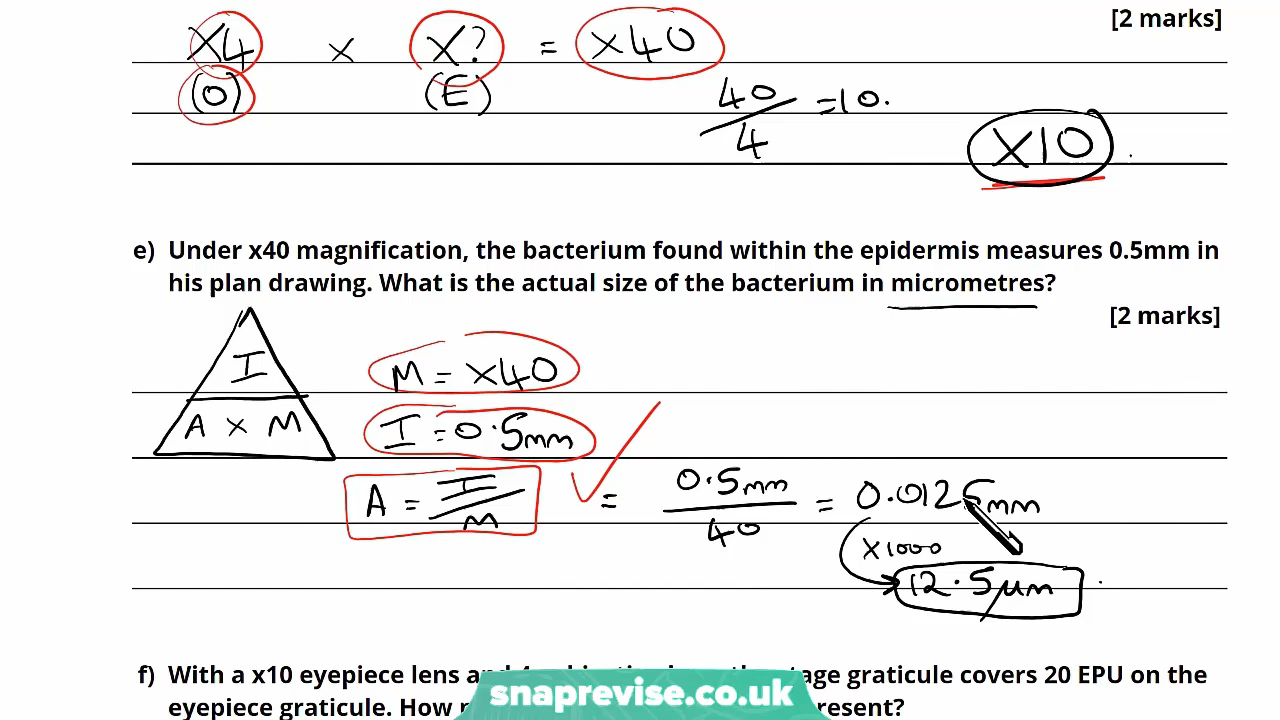 [2 marks]
X4 x X? = x40
(O) (E)
40/4 = 10.
X10
e) Under x40 magnification, the bacterium found within the epidermis measures 0.5mm in
his plan drawing. What is the actual size of the bacterium in micrometres?
[2 marks]
I
A x M
M = x40
I = 0.5mm
A = I/M = 0.5mm/40 = 0.0125mm
x1000
12.5μm
f) With a x10 eyepiece lens and graticule covers 20 EPU on the
eyepiece graticule. How present?
snaprevise.co.uk